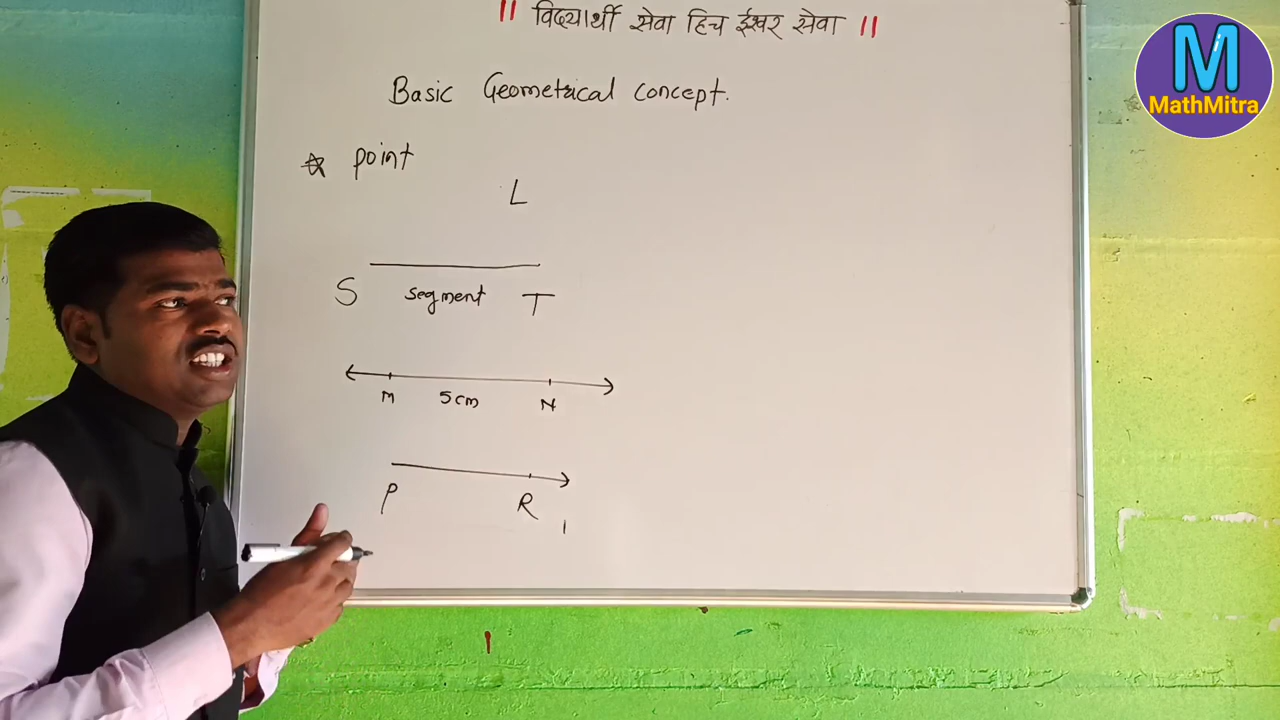 || विद्यार्थी सेवा हिच ईश्वर सेवा ||
M
MathMitra
Basic Geometrical concept.
☆ point
L
S segment T
M 5cm N
P R